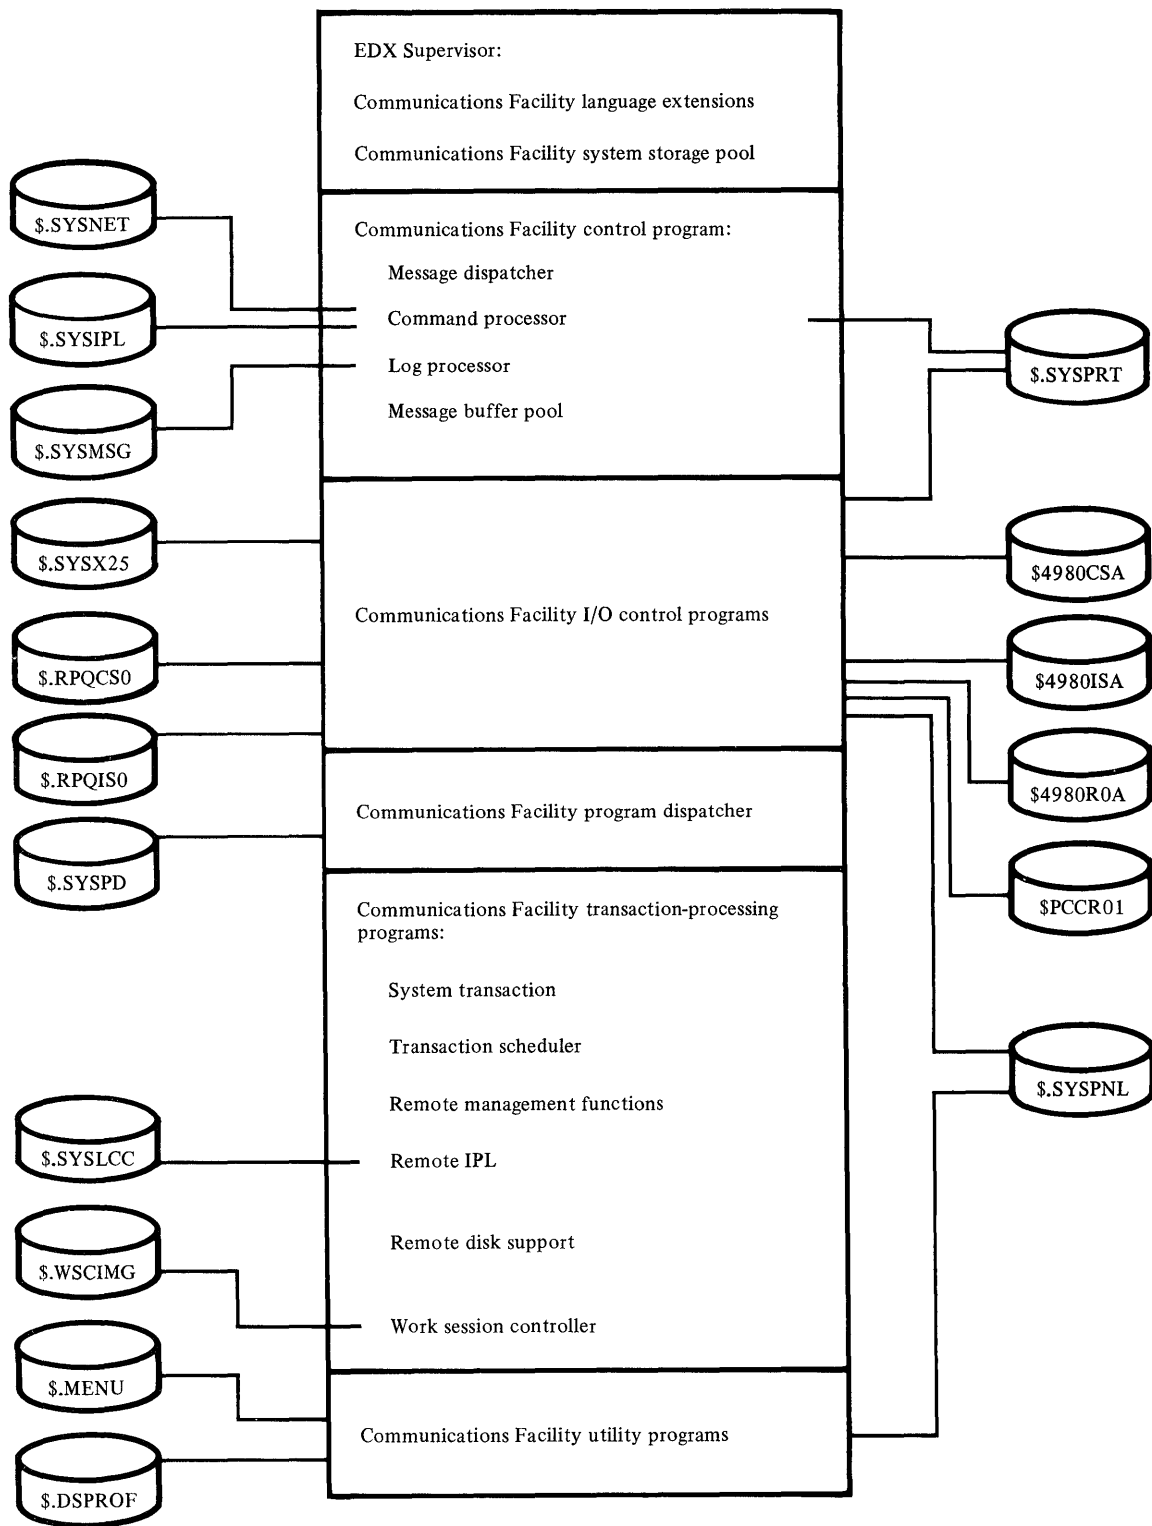 EDX Supervisor:
Communications Facility language extensions
Communications Facility system storage pool
$.SYSNET
$.SYSIPL
$.SYSMSG
Communications Facility control program:
Message dispatcher
Command processor
Log processor
Message buffer pool
$.SYSPRT
$.SYSX25
$.RPQCS0
$.RPQIS0
Communications Facility I/O control programs
$4980CSA
$4980ISA
$4980R0A
$PCCR01
$.SYSPD
Communications Facility program dispatcher
Communications Facility transaction-processing
programs:
System transaction
Transaction scheduler
Remote management functions
Remote IPL
Remote disk support
Work session controller
$.SYSPNL
$.SYSLCC
$.WSCIMG
$.MENU
$.DSPROF
Communications Facility utility programs